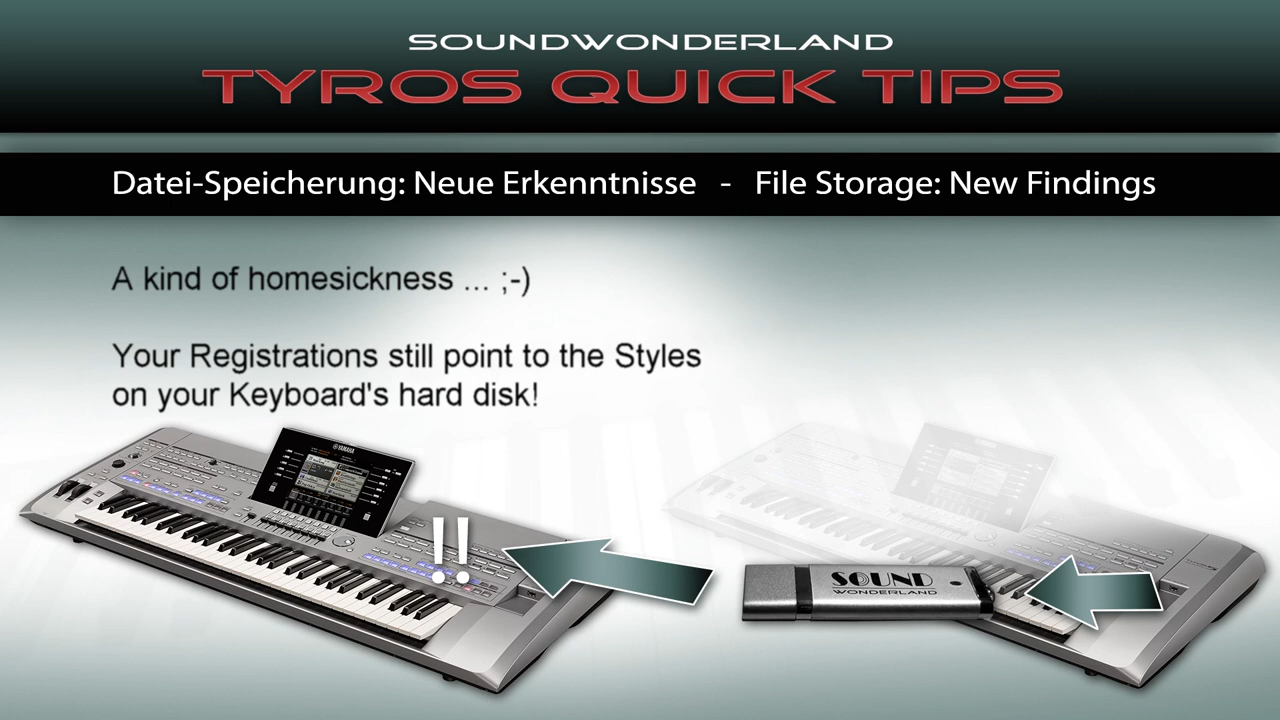 SOUNDWONDERLAND
TYROS QUICK TIPS
Datei-Speicherung: Neue Erkenntnisse - File Storage: New Findings
A kind of homesickness ... ;-)
Your Registrations still point to the Styles
on your Keyboard's hard disk!
YAMAHA
!!
SOUND
WONDERLAND